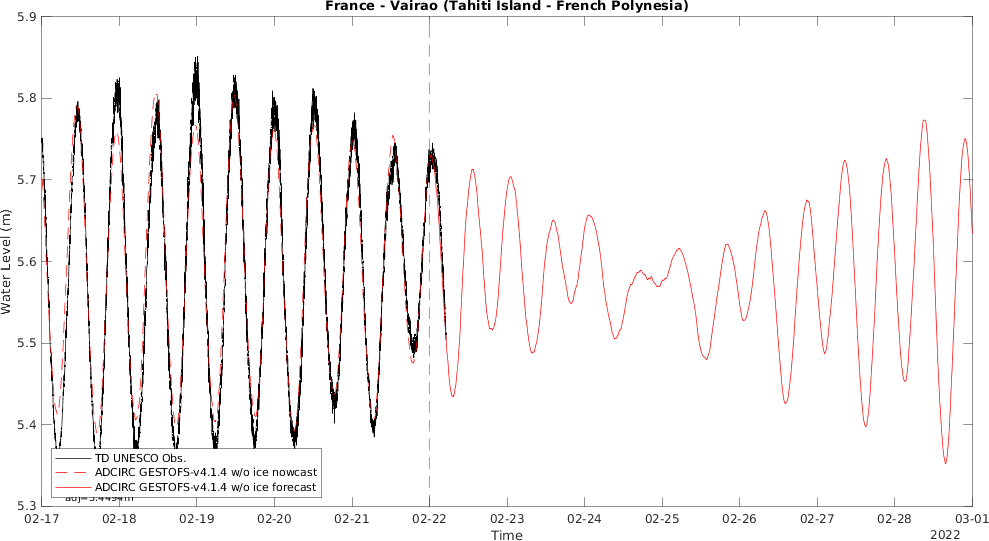 France - Vairao (Tahiti Island - French Polynesia)
5.9
5.8
5.7
5.6
5.5
5.4
5.3
Water Level (m)
TD UNESCO Obs.
ADCIRC GESTOFS-v4.1.4 w/o ice nowcast
ADCIRC GESTOFS-v4.1.4 w/o ice forecast
02-17 02-18 02-19 02-20 02-21 02-22 02-23 02-24 02-25 02-26 02-27 02-28 03-01
Time
2022